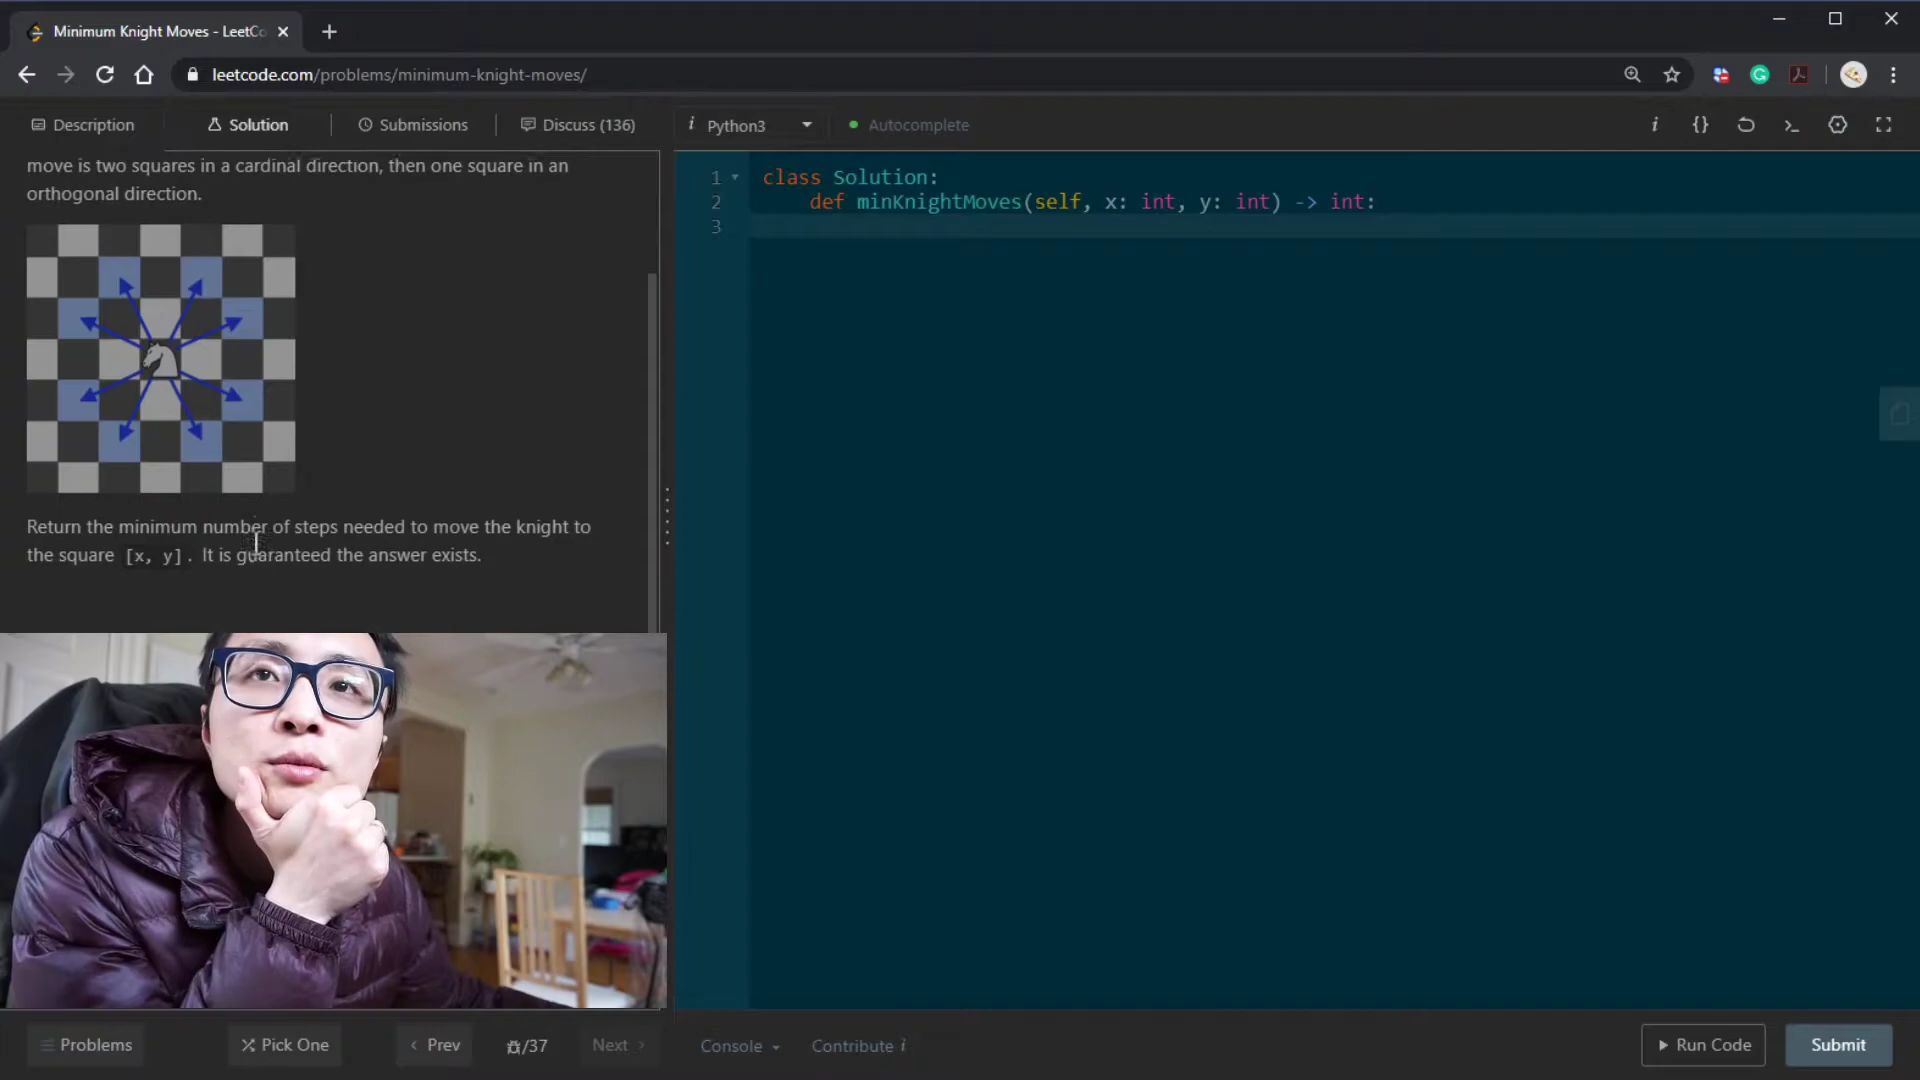 Minimum Knight Moves - LeetCo
leetcode.com/problems/minimum-knight-moves/
Description
Solution
Submissions
Discuss (136)
i Python3
Autocomplete
i {} >_
move is two squares in a cardinal direction, then one square in an
orthogonal direction.
Return the minimum number of steps needed to move the knight to
the square [x, y]. It is guaranteed the answer exists.
1 class Solution:
2 def minKnightMoves(self, x: int, y: int) -> int:
3
Problems
Pick One
Prev
/37
Next
Console
Contribute i
Run Code
Submit